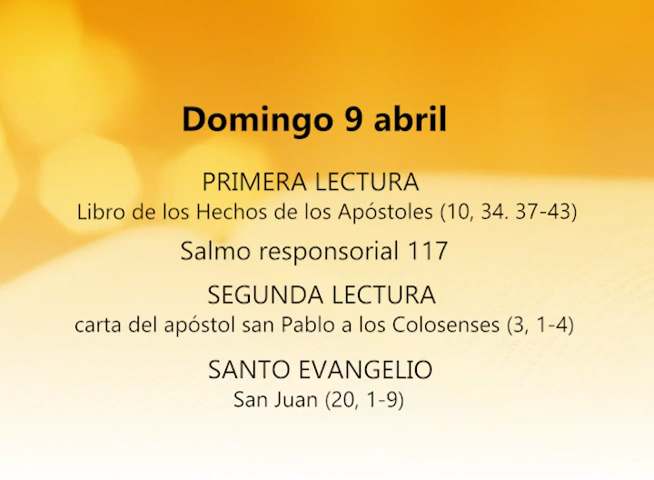 Domingo 9 abril
PRIMERA LECTURA
Libro de los Hechos de los Apóstoles (10, 34. 37-43)
Salmo responsorial 117
SEGUNDA LECTURA
carta del apóstol san Pablo a los Colosenses (3, 1-4)
SANTO EVANGELIO
San Juan (20, 1-9)